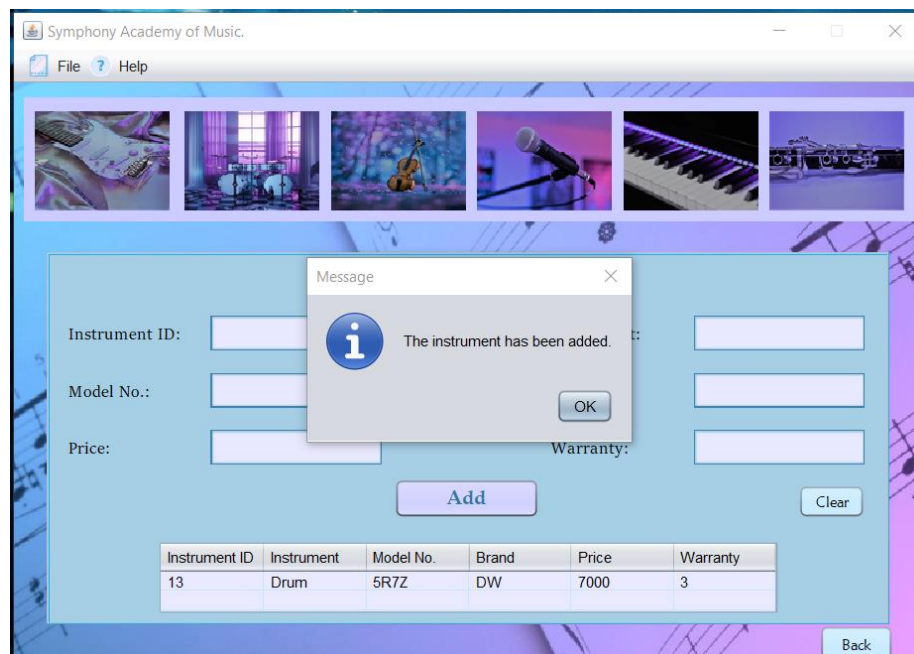 Symphony Academy of Music.
File ? Help
Message
Instrument ID:
The instrument has been added.
t:
Model No.:
OK
Price:
Warranty:
Add
Clear
Instrument ID Instrument Model No. Brand Price Warranty
13 Drum 5R7Z DW 7000 3
Back